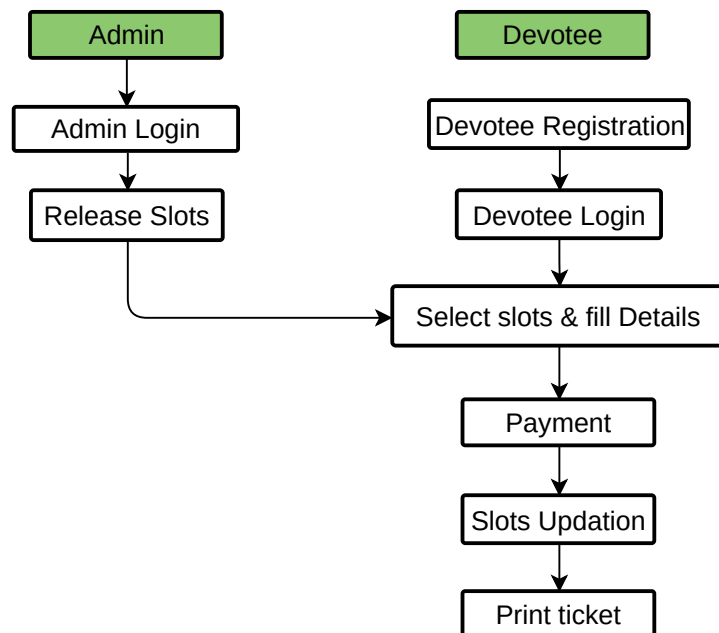 Admin
Devotee
Admin Login
Devotee Registration
Release Slots
Devotee Login
Select slots & fill Details
Payment
Slots Updation
Print ticket